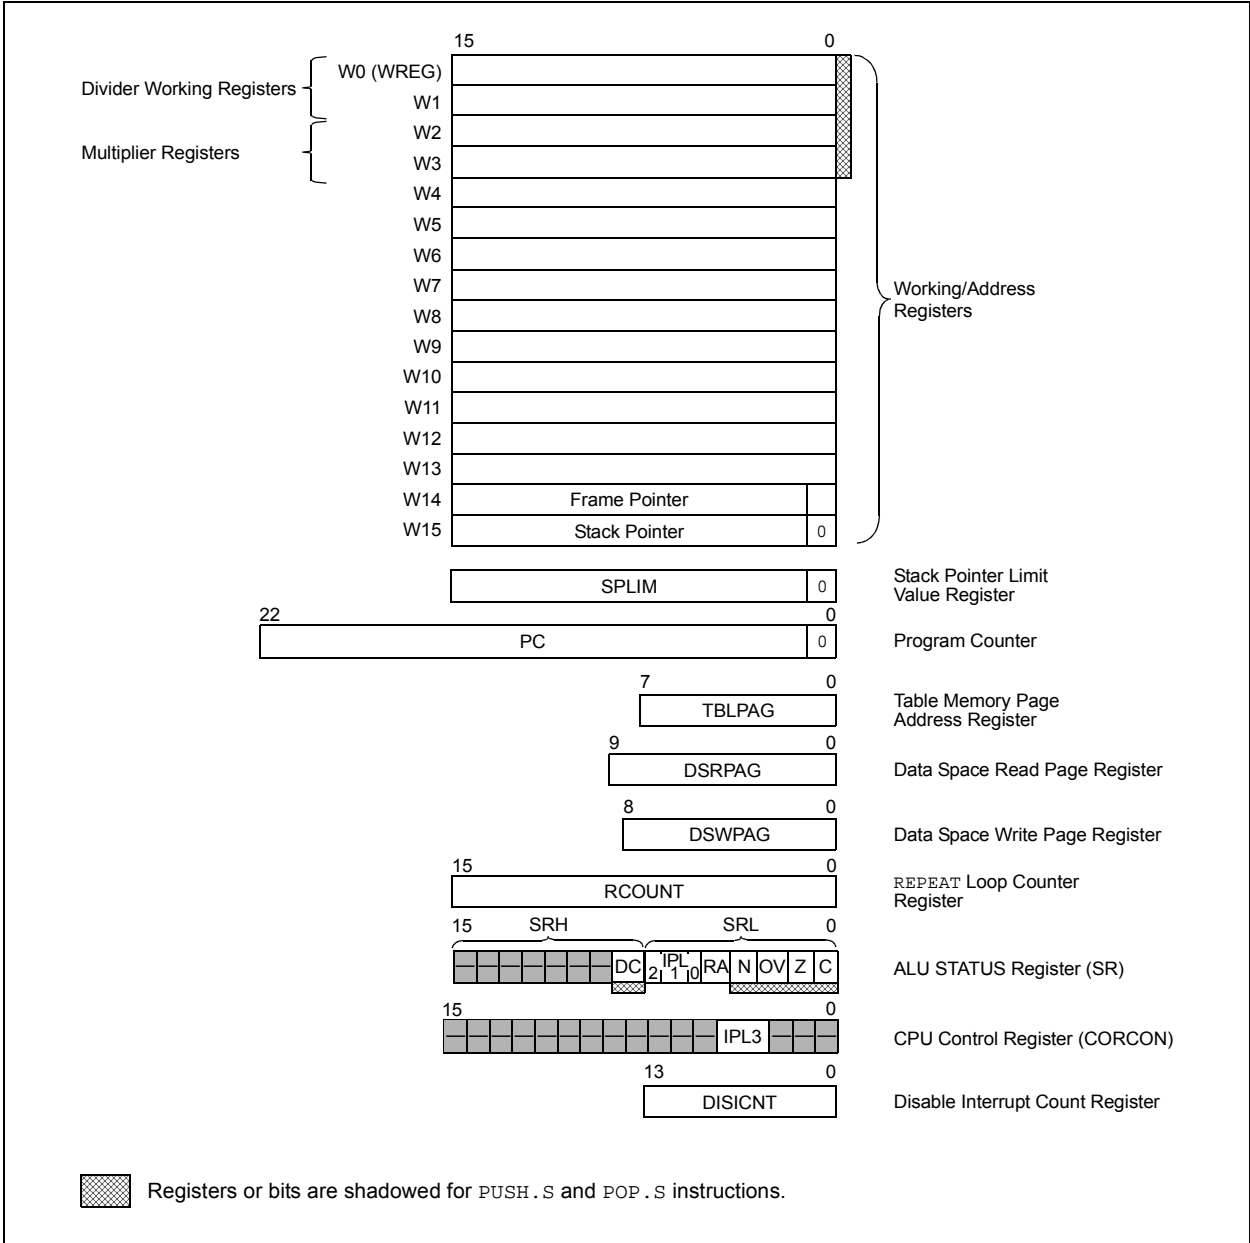 15 0
W0 (WREG)
Divider Working Registers
W1
W2
Multiplier Registers
W3
W4
W5
W6
W7
Working/Address
Registers
W8
W9
W10
W11
W12
W13
W14 Frame Pointer
W15 Stack Pointer 0
SPLIM 0 Stack Pointer Limit
Value Register
22 0
PC 0 Program Counter
7 0
TBLPAG Table Memory Page
Address Register
9 0
DSRPAG Data Space Read Page Register
8 0
DSWPAG Data Space Write Page Register
15 0
RCOUNT REPEAT Loop Counter
Register
15 SRH SRL 0
— — — — — — — DC IPL 2 1 0 RA N OV Z C ALU STATUS Register (SR)
15 0
— — — — — — — — — — — — IPL3 — — — CPU Control Register (CORCON)
13 0
DISICNT Disable Interrupt Count Register
Registers or bits are shadowed for PUSH.S and POP.S instructions.